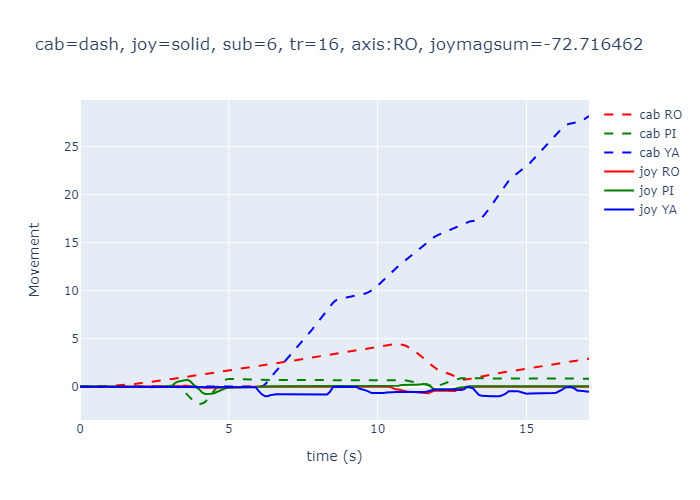 cab=dash, joy=solid, sub=6, tr=16, axis:RO, joymagsum=-72.716462
cab RO
cab PI
cab YA
joy RO
joy PI
joy YA
25
20
15
10
5
0
Movement
0
5
10
15
time (s)